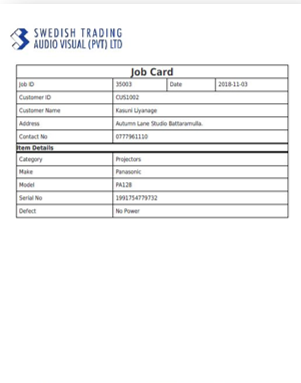 SWEDISH TRADING
AUDIO VISUAL (PVT) LTD
Job Card
Job ID 35003 Date 2018-11-03
Customer ID CUS1002
Customer Name Kasuni Liyanage
Address Autumn Lane Studio Battaramulla.
Contact No 0777961110
Item Details
Category Projectors
Make Panasonic
Model PA128
Serial No 1991754779732
Defect No Power